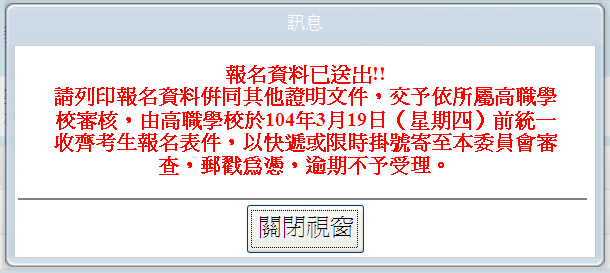 訊息
報名資料已送出!!
請列印報名資料併同其他證明文件，交予依所屬高職學
校審核，由高職學校於104年3月19日（星期四）前統一
收齊考生報名表件，以快遞或限時掛號寄至本委員會審
查，郵戳為憑，逾期不予受理。
關閉視窗